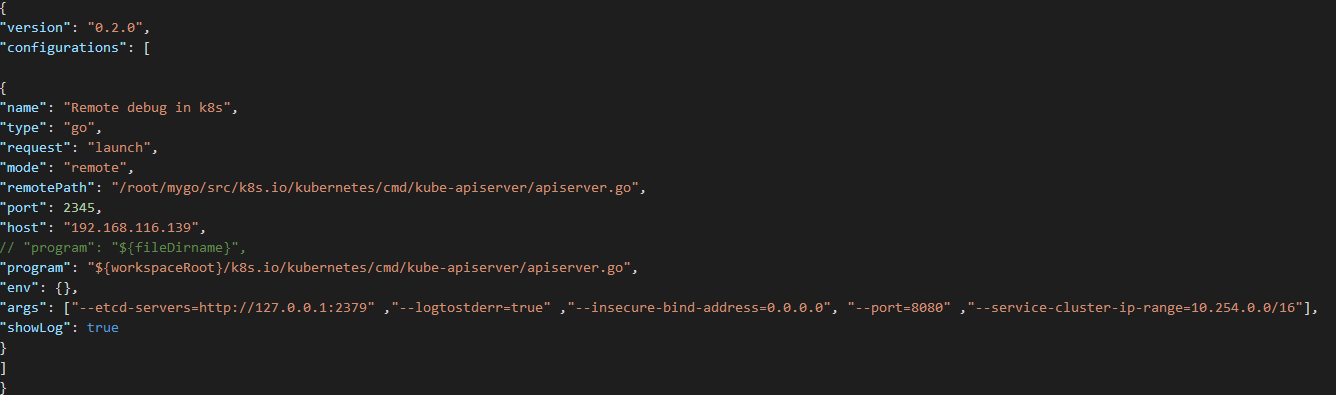 {
"version": "0.2.0",
"configurations": [
{
"name": "Remote debug in k8s",
"type": "go",
"request": "launch",
"mode": "remote",
"remotePath": "/root/mygo/src/k8s.io/kubernetes/cmd/kube-apiserver/apiserver.go",
"port": 2345,
"host": "192.168.116.139",
// "program": "${fileDirname}",
"program": "${workspaceRoot}/k8s.io/kubernetes/cmd/kube-apiserver/apiserver.go",
"env": {},
"args": ["--etcd-servers=http://127.0.0.1:2379" ,"--logtostderr=true" ,"--insecure-bind-address=0.0.0.0", "--port=8080" ,"--service-cluster-ip-range=10.254.0.0/16"],
"showLog": true
}
]
}